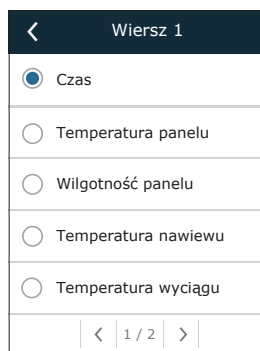 Wiersz 1
Czas
Temperatura panelu
Wilgotność panelu
Temperatura nawiewu
Temperatura wyciągu
1 / 2